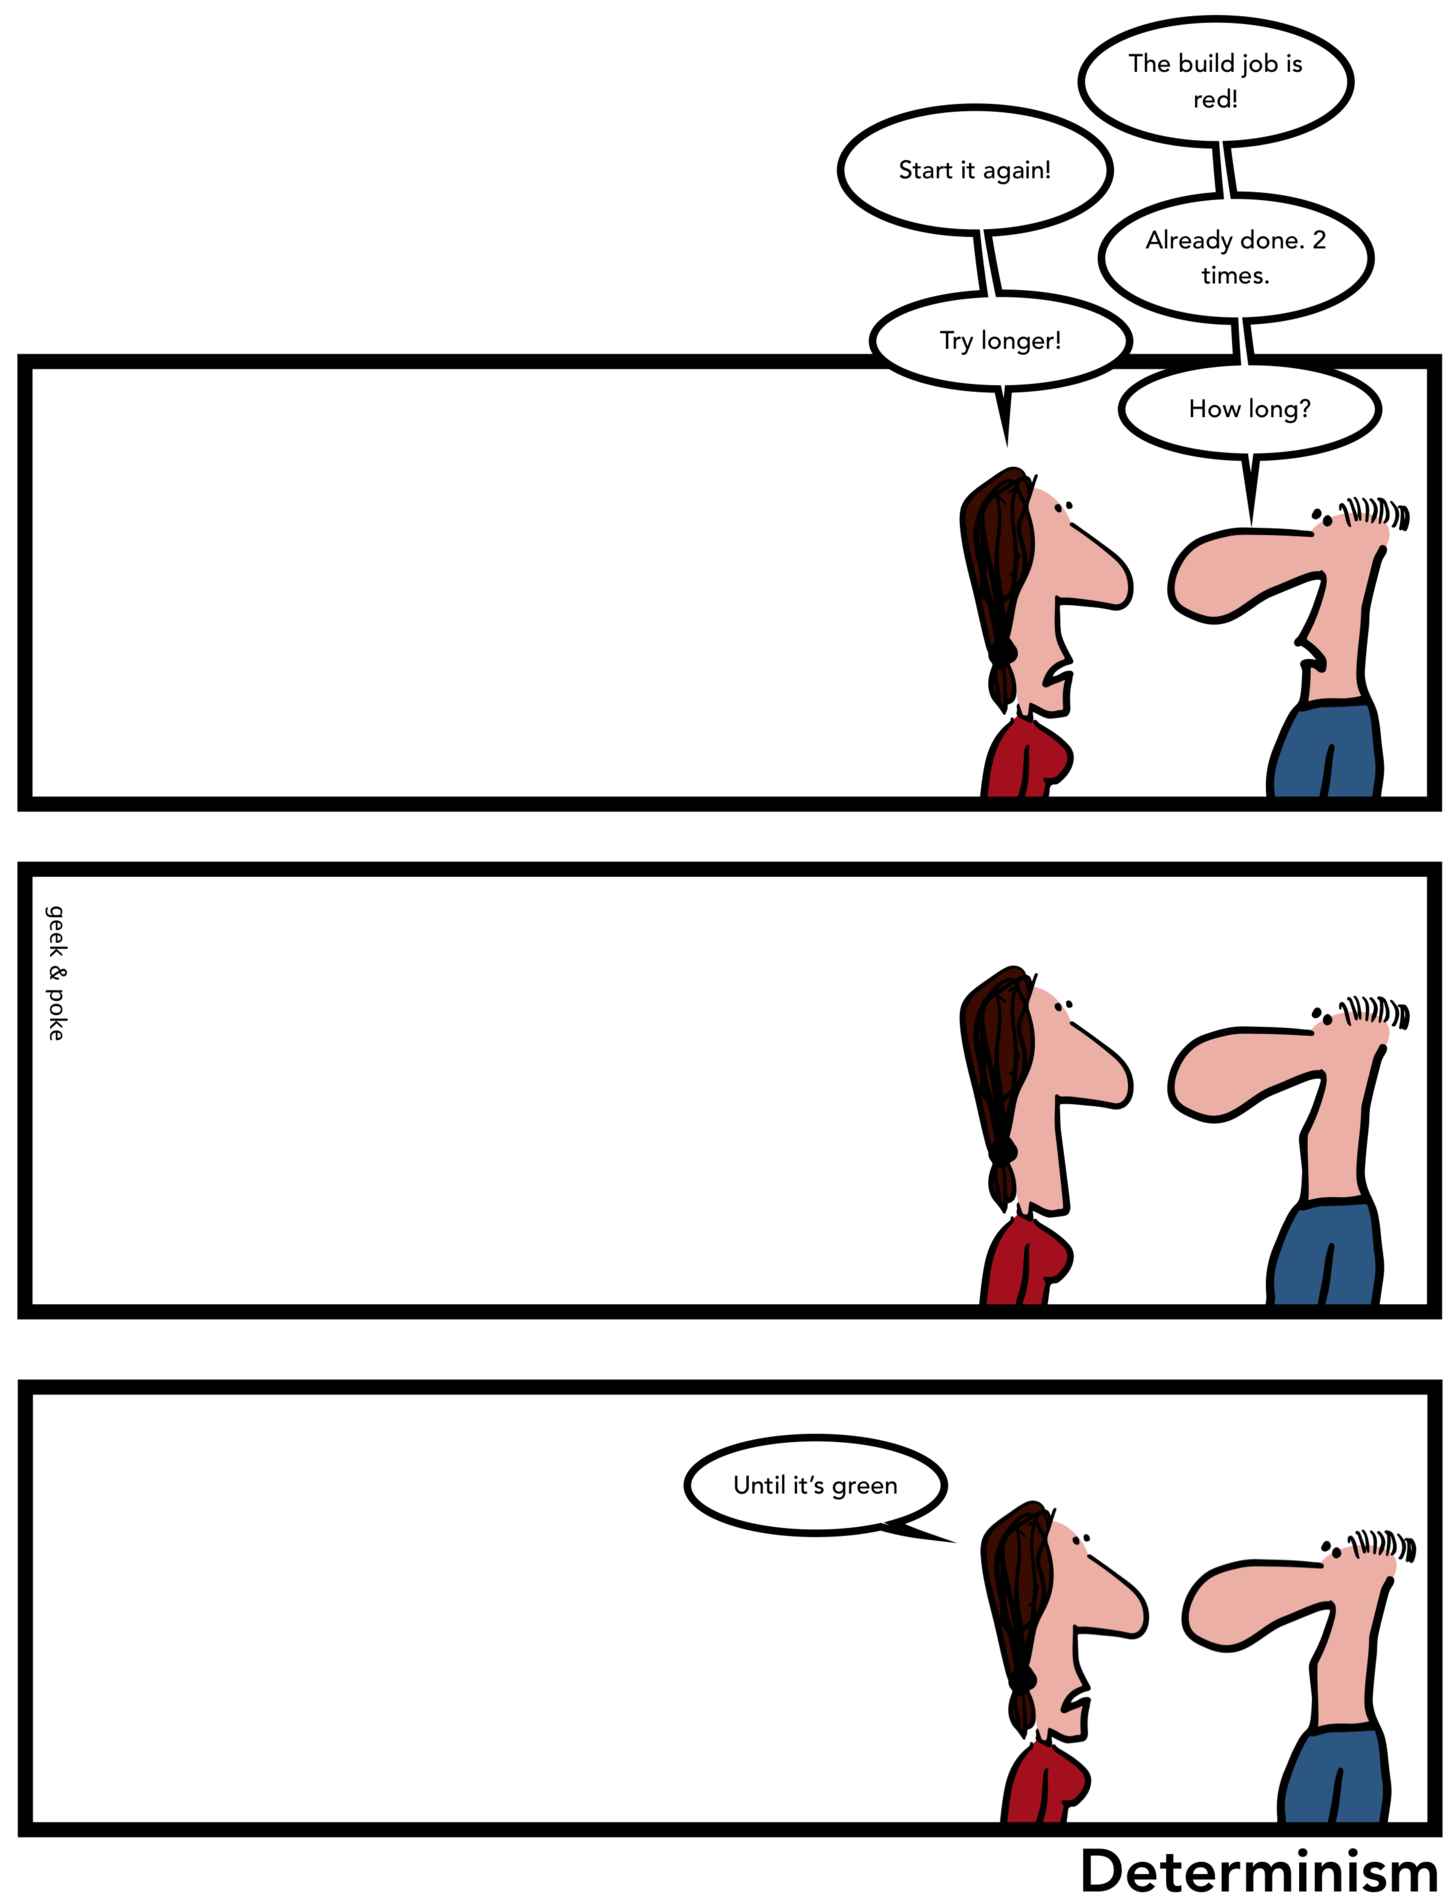 The build job is
red!
Start it again!
Already done. 2
times.
Try longer!
How long?
geek & poke
Until it’s green
Determinism